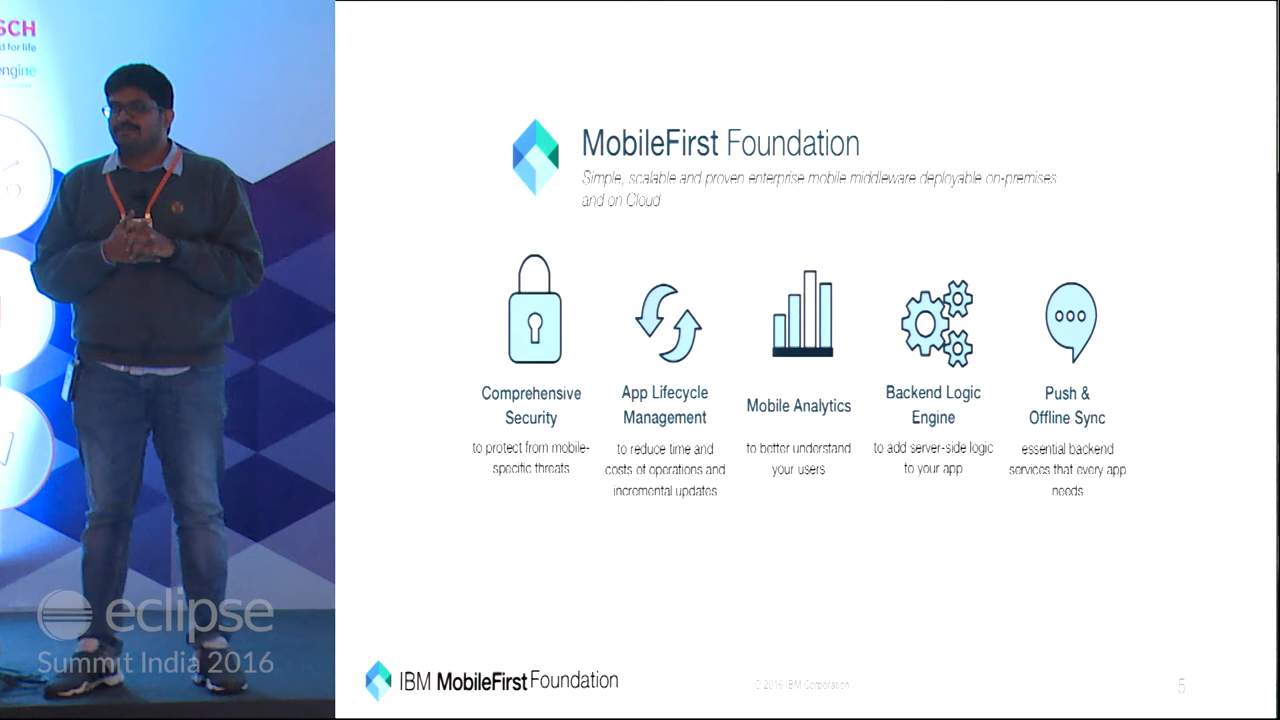 SCH
d for life
engine
MobileFirst Foundation
Simple, scalable and proven enterprise mobile middleware deployable on-premises
and on Cloud
Comprehensive
Security
to protect from mobile-
specific threats
App Lifecycle
Management
to reduce time and
costs of operations and
incremental updates
Mobile Analytics
to better understand
your users
Backend Logic
Engine
to add server-side logic
to your app
Push &
Offline Sync
essential backend
services that every app
needs
eclipse
Summit India 2016
IBM MobileFirst Foundation
© 2016 IBM Corporation
5